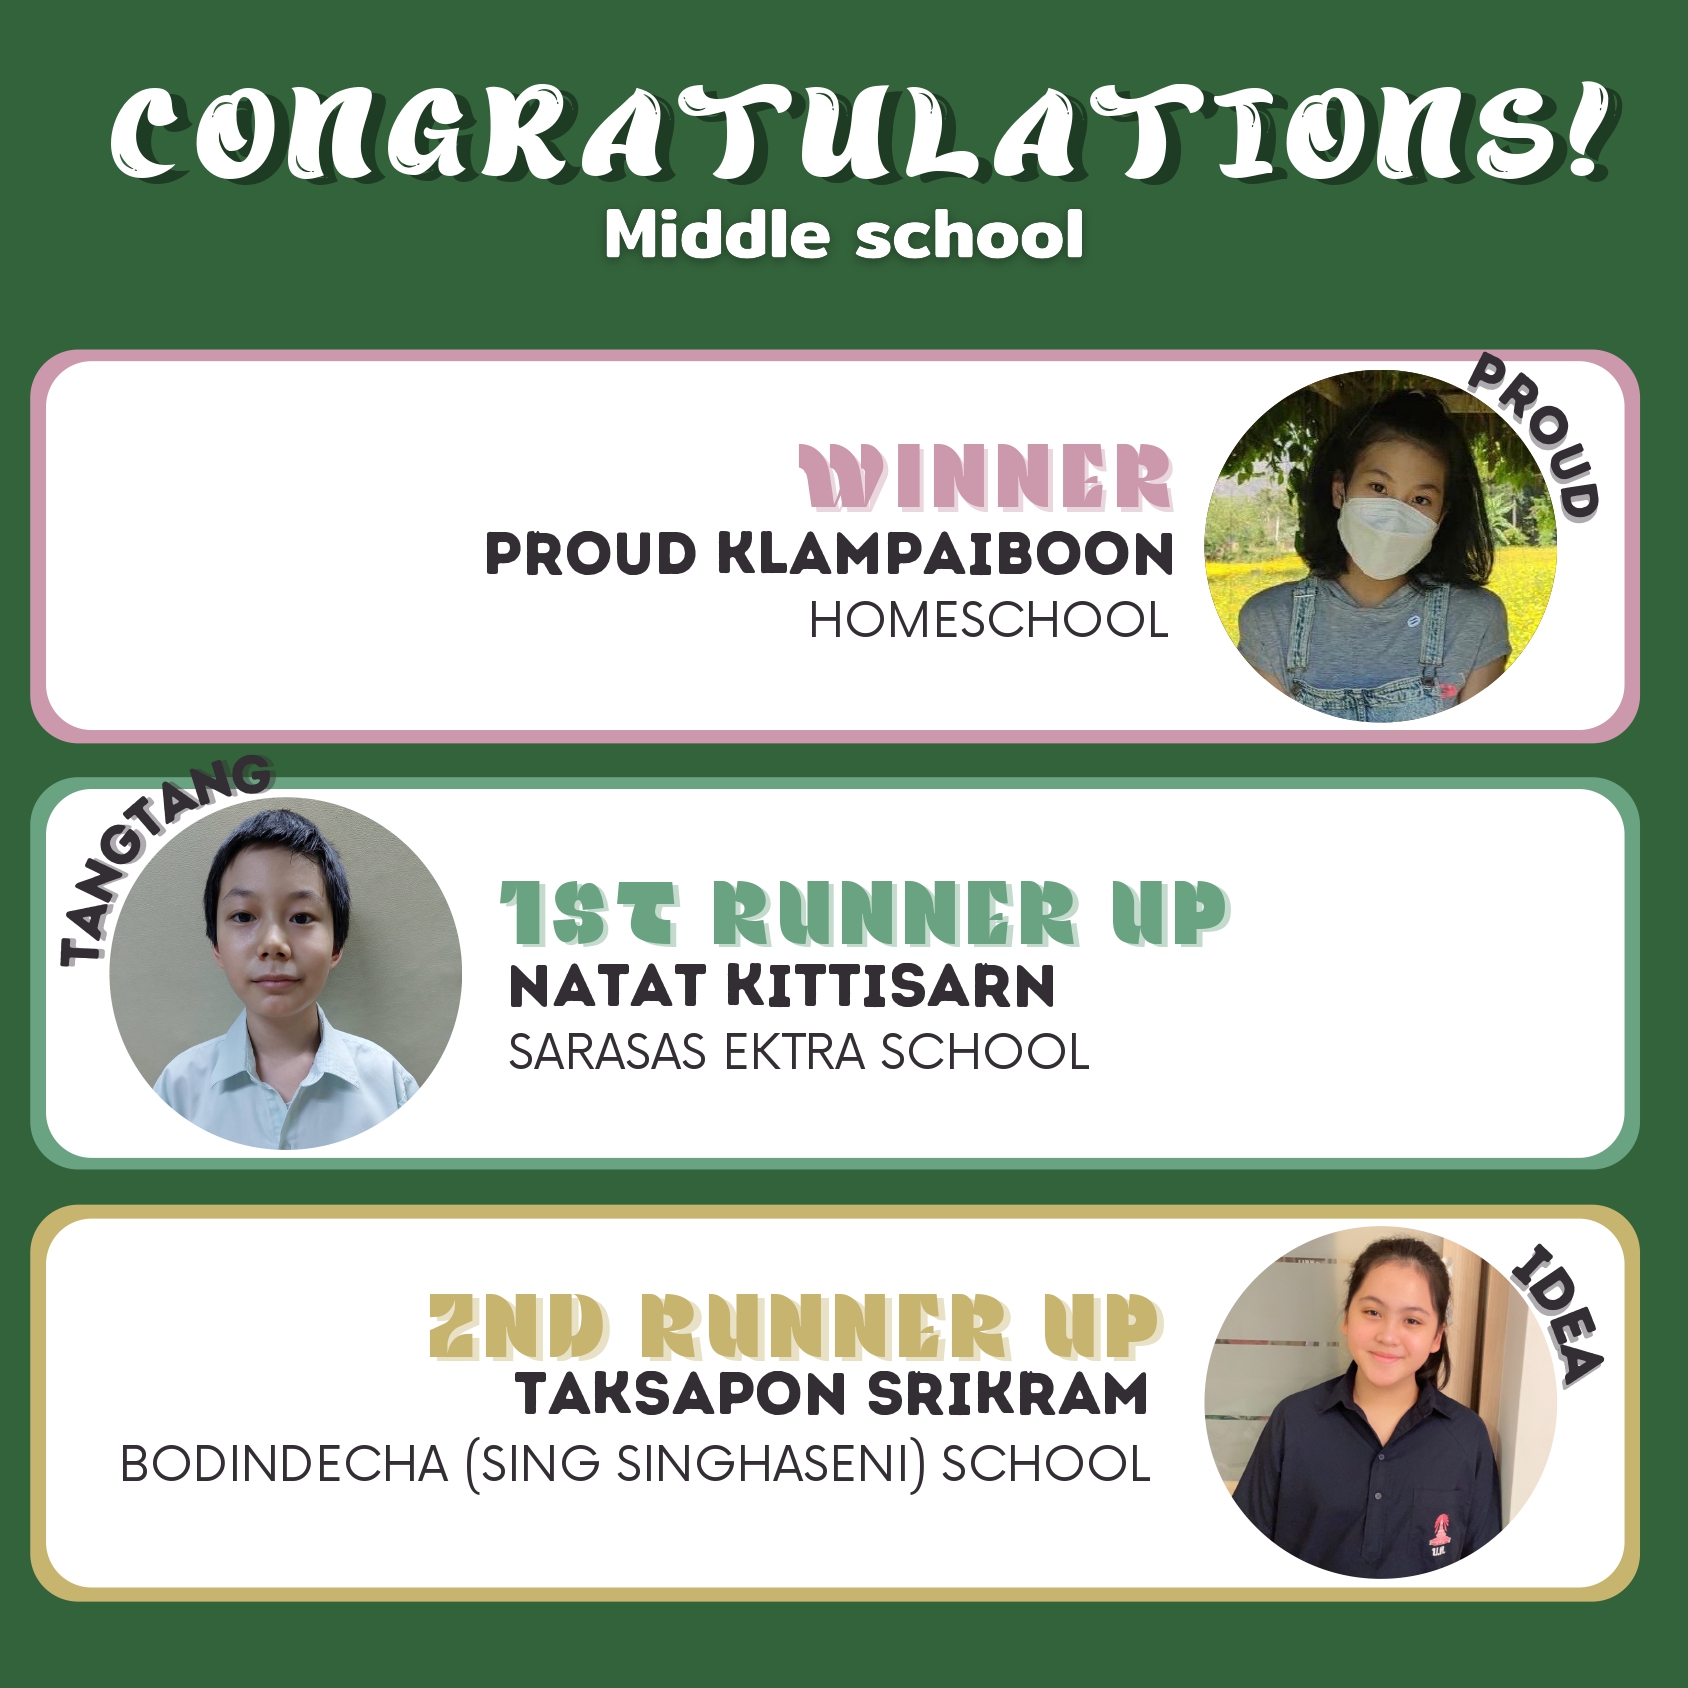 CONGRATULATIONS!
Middle school
PROUD
WINNER
PROUD KLAMPAIBOON
HOMESCHOOL
TANGTANG
1ST RUNNER UP
NATAT KITTISARN
SARASAS EKTRA SCHOOL
IDEA
2ND RUNNER UP
TAKSAPON SRIKRAM
BODINDECHA (SING SINGHASENI) SCHOOL